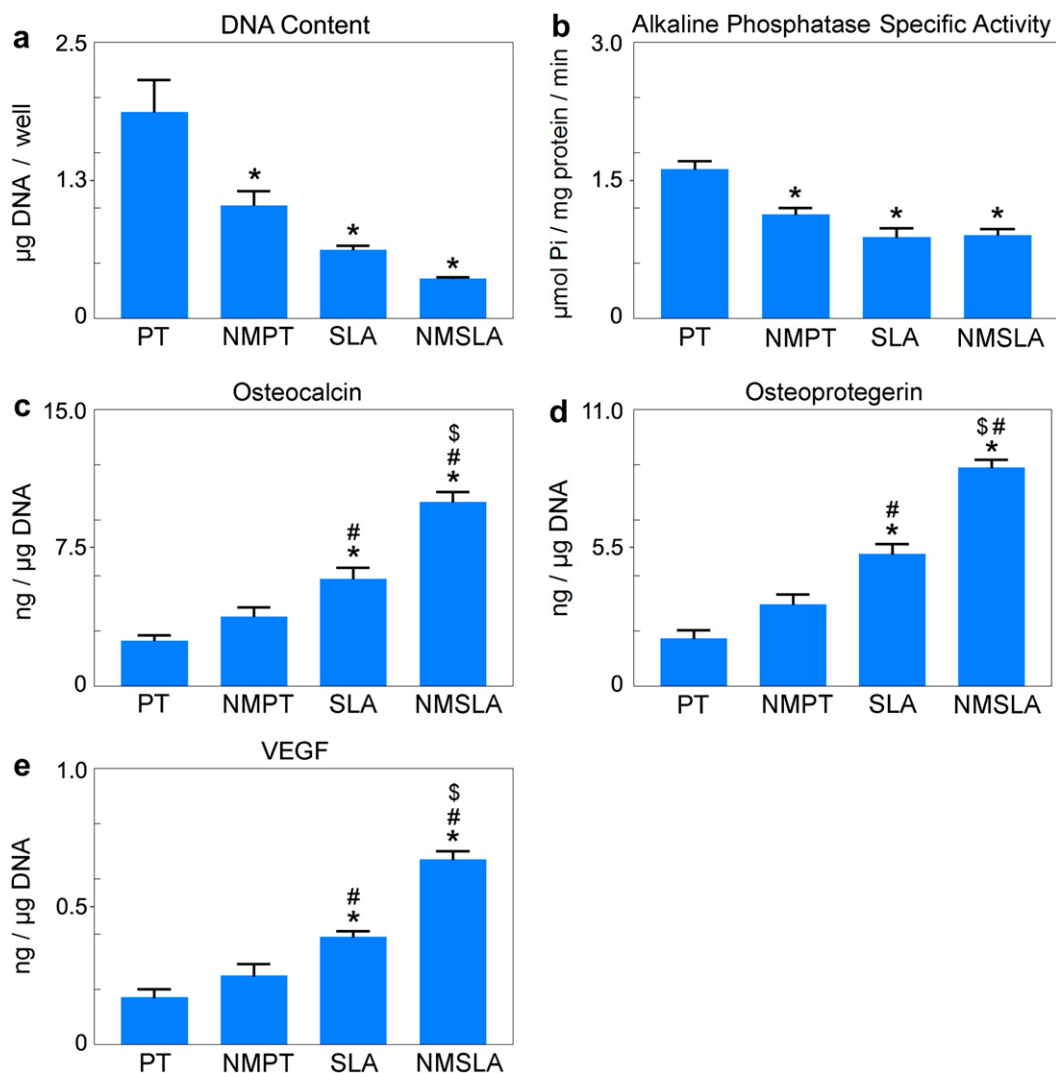 a DNA Content
2.5
1.3
0
µg DNA / well
*
*
*
PT NMPT SLA NMSLA
b Alkaline Phosphatase Specific Activity
3.0
1.5
0
µmol Pi / mg protein / min
*
*
*
PT NMPT SLA NMSLA
c Osteocalcin
15.0
7.5
0
ng / µg DNA
#
*
$
#
*
PT NMPT SLA NMSLA
d Osteoprotegerin
11.0
5.5
0
ng / µg DNA
#
*
$ #
*
PT NMPT SLA NMSLA
e VEGF
1.0
0.5
0
ng / µg DNA
#
*
$
#
*
PT NMPT SLA NMSLA